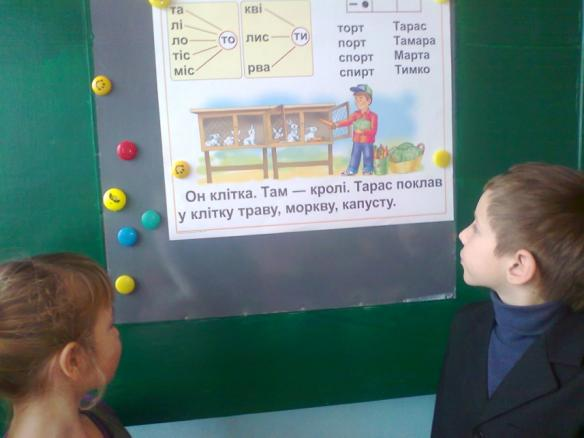 та
лі
ло
тіс
міс
то
кві
лис
рва
ти
торт Тарас
порт Тамара
спорт Марта
спирт Тимко
Он клітка. Там — кролі. Тарас поклав
у клітку траву, моркву, капусту.